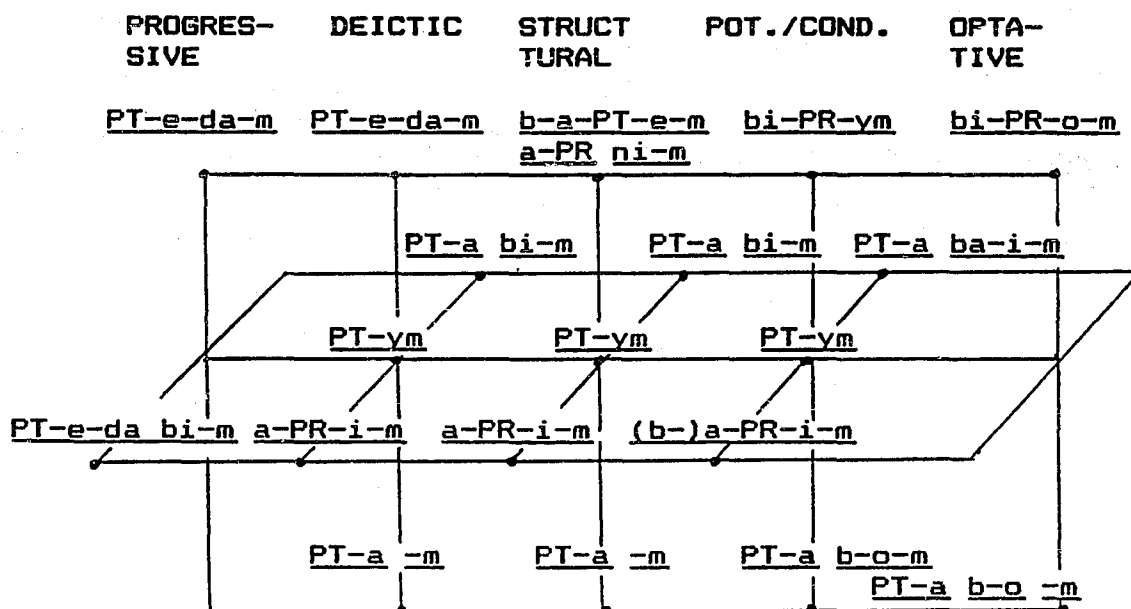 PROGRES- DEICTIC STRUCT POT./COND. OPTA-
SIVE TURAL TIVE
PT-e-da-m PT-e-da-m b-a-PT-e-m bi-PR-ym bi-PR-o-m
a-PR ni-m
PT-a bi-m PT-a bi-m PT-a ba-i-m
PT-ym PT-ym PT-ym
PT-e-da bi-m a-PR-i-m a-PR-i-m (b-)a-PR-i-m
PT-a -m PT-a -m PT-a b-o-m
PT-a b-o -m